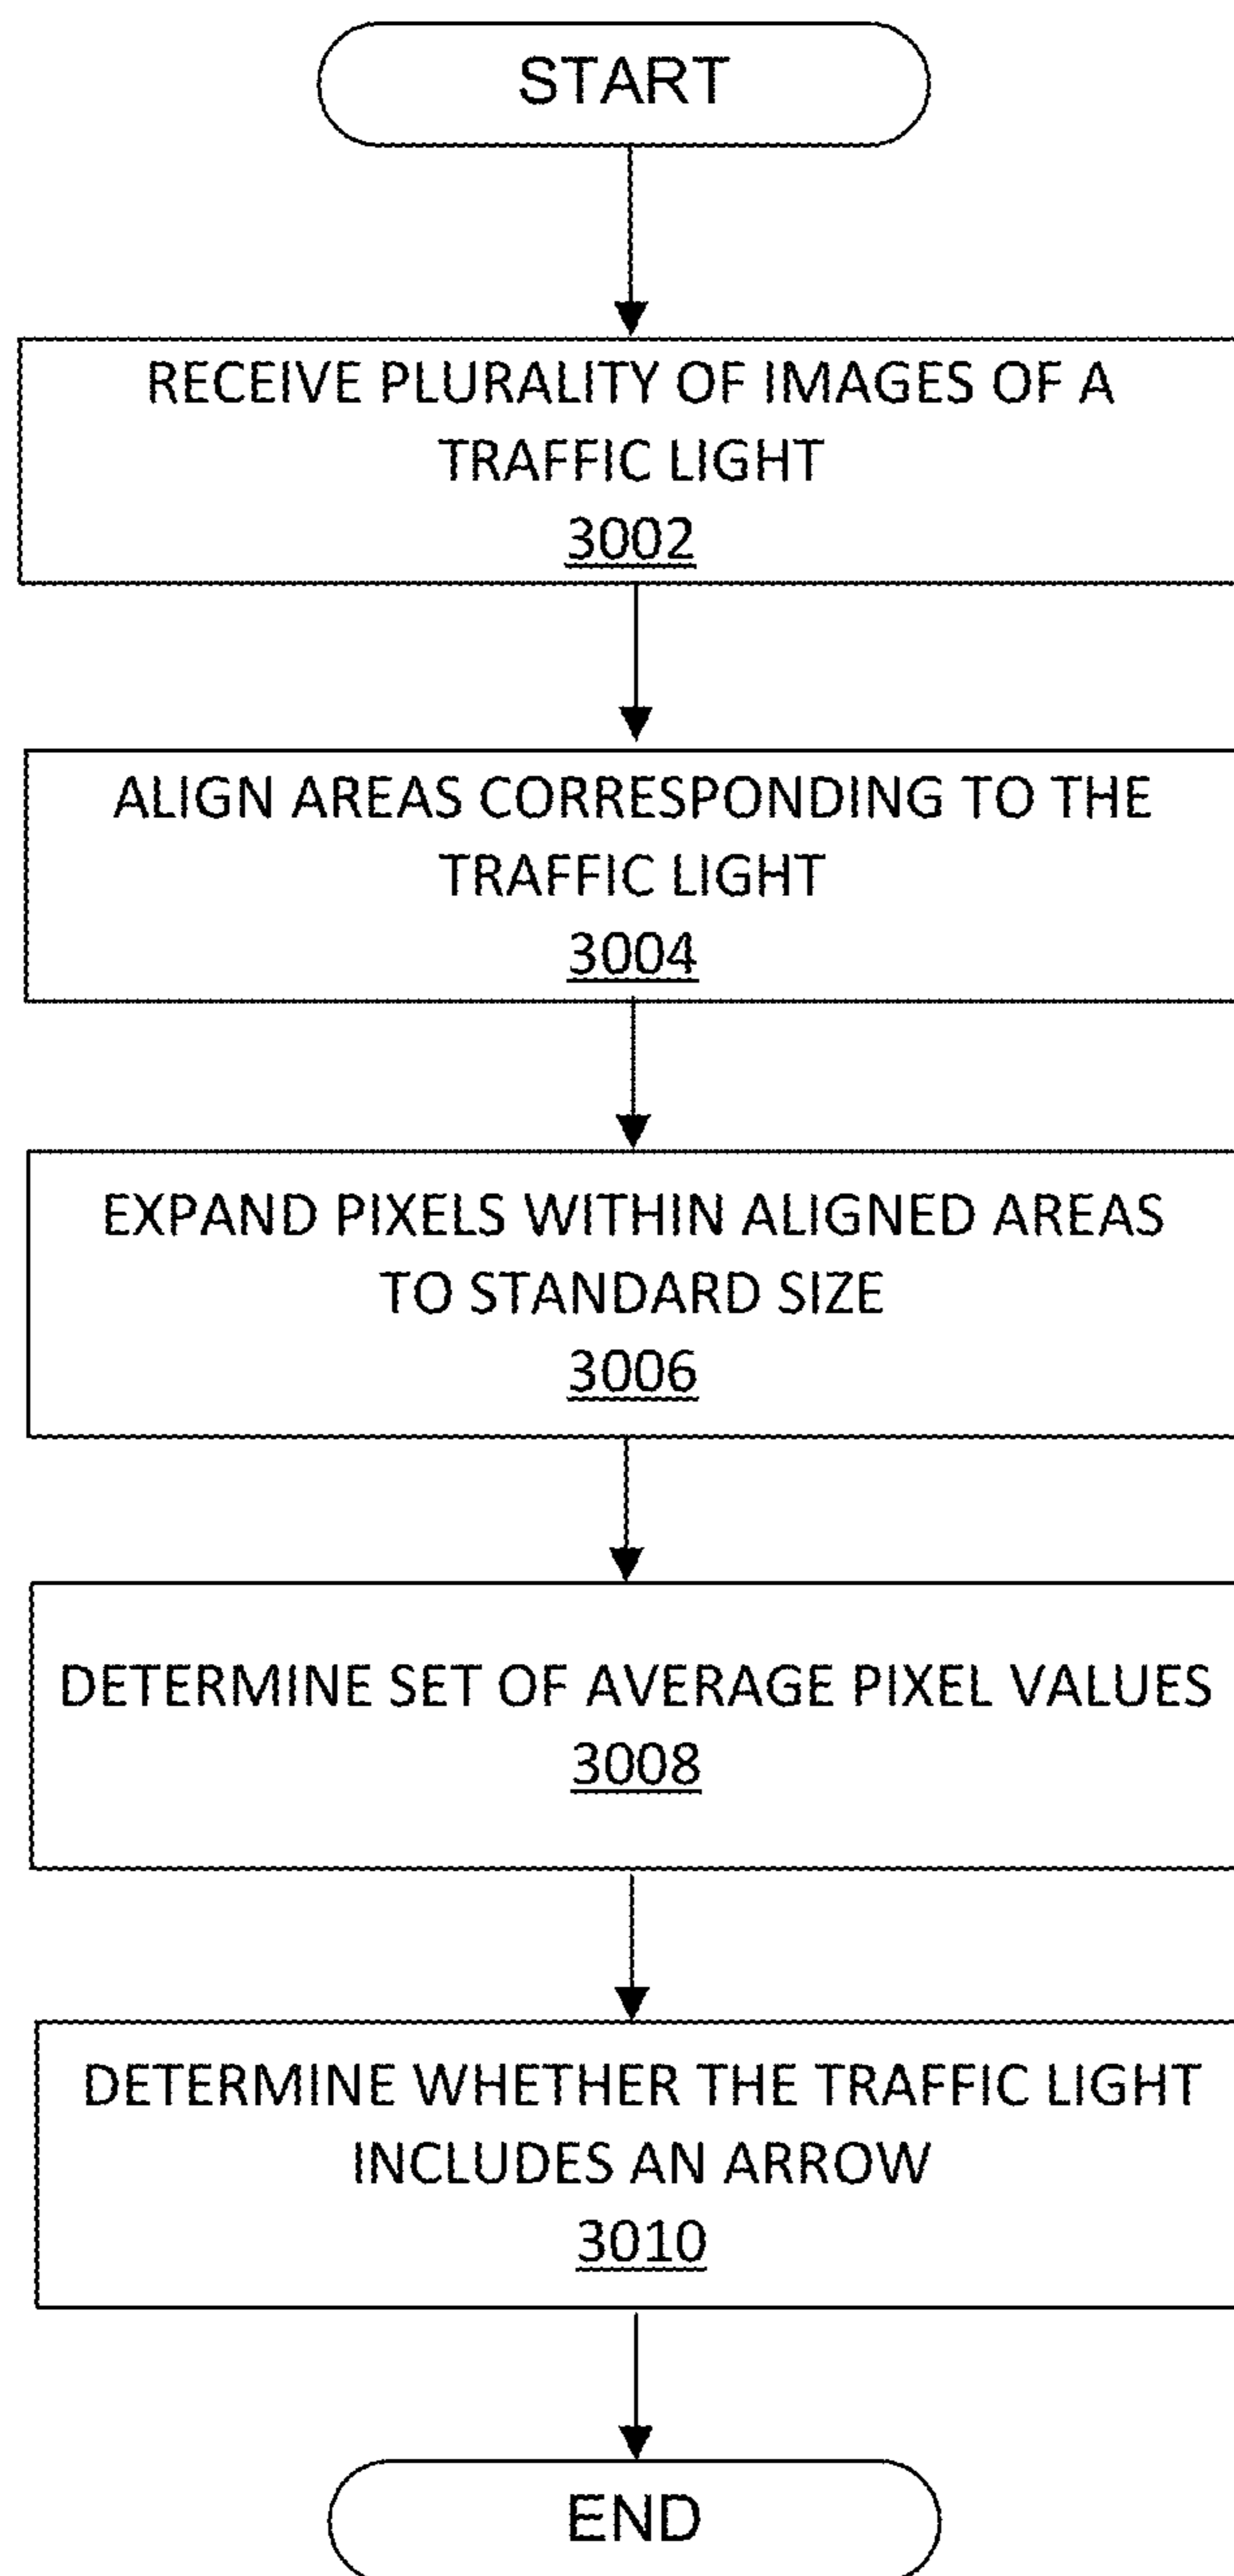 START
RECEIVE PLURALITY OF IMAGES OF A
TRAFFIC LIGHT
3002
ALIGN AREAS CORRESPONDING TO THE
TRAFFIC LIGHT
3004
EXPAND PIXELS WITHIN ALIGNED AREAS
TO STANDARD SIZE
3006
DETERMINE SET OF AVERAGE PIXEL VALUES
3008
DETERMINE WHETHER THE TRAFFIC LIGHT
INCLUDES AN ARROW
3010
END